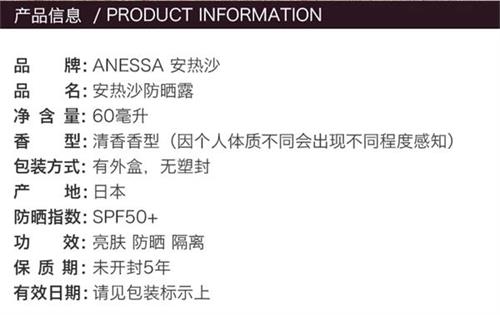 产品信息 / PRODUCT INFORMATION
品 牌: ANESSA 安热沙
品 名: 安热沙防晒露
净 含 量: 60毫升
香 型: 清香香型（因个人体质不同会出现不同程度感知）
包装方式: 有外盒，无塑封
产 地: 日本
防晒指数: SPF50+
功 效: 亮肤 防晒 隔离
保 质 期: 未开封5年
有效日期: 请见包装标示上